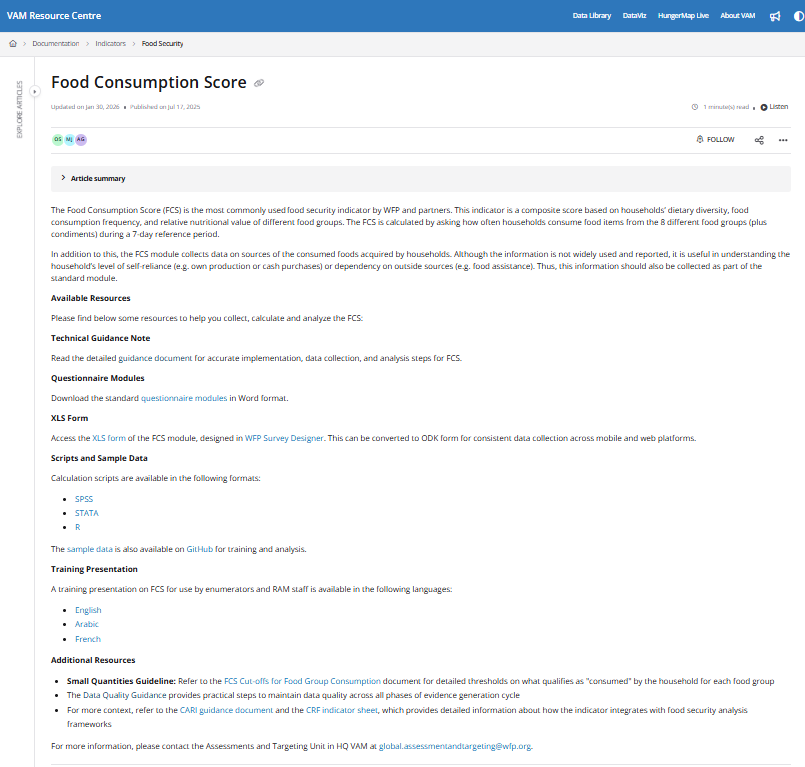 VAM Resource Centre
Data Library DataViz HungerMap Live About VAM
Documentation Indicators Food Security
EXPLORE ARTICLES
Food Consumption Score
Updated on Jan 30, 2026 • Published on Jul 17, 2025
1 minute(s) read Listen
DS MJ AG
FOLLOW
Article summary
The Food Consumption Score (FCS) is the most commonly used food security indicator by WFP and partners. This indicator is a composite score based on households' dietary diversity, food
consumption frequency, and relative nutritional value of different food groups. The FCS is calculated by asking how often households consume food items from the 8 different food groups (plus
condiments) during a 7-day reference period.
In addition to this, the FCS module collects data on sources of the consumed foods acquired by households. Although the information is not widely used and reported, it is useful in understanding the
household's level of self-reliance (e.g. own production or cash purchases) or dependency on outside sources (e.g. food assistance). Thus, this information should also be collected as part of the
standard module.
Available Resources
Please find below some resources to help you collect, calculate and analyze the FCS:
Technical Guidance Note
Read the detailed guidance document for accurate implementation, data collection, and analysis steps for FCS.
Questionnaire Modules
Download the standard questionnaire modules in Word format.
XLS Form
Access the XLS form of the FCS module, designed in WFP Survey Designer. This can be converted to ODK form for consistent data collection across mobile and web platforms.
Scripts and Sample Data
Calculation scripts are available in the following formats:
• SPSS
• STATA
• R
The sample data is also available on GitHub for training and analysis.
Training Presentation
A training presentation on FCS for use by enumerators and RAM staff is available in the following languages:
• English
• Arabic
• French
Additional Resources
• Small Quantities Guideline: Refer to the FCS Cut-offs for Food Group Consumption document for detailed thresholds on what qualifies as "consumed" by the household for each food group
• The Data Quality Guidance provides practical steps to maintain data quality across all phases of evidence generation cycle
• For more context, refer to the CARI guidance document and the CRF indicator sheet, which provides detailed information about how the indicator integrates with food security analysis
frameworks
For more information, please contact the Assessments and Targeting Unit in HQ VAM at global.assessmentandtargeting@wfp.org.